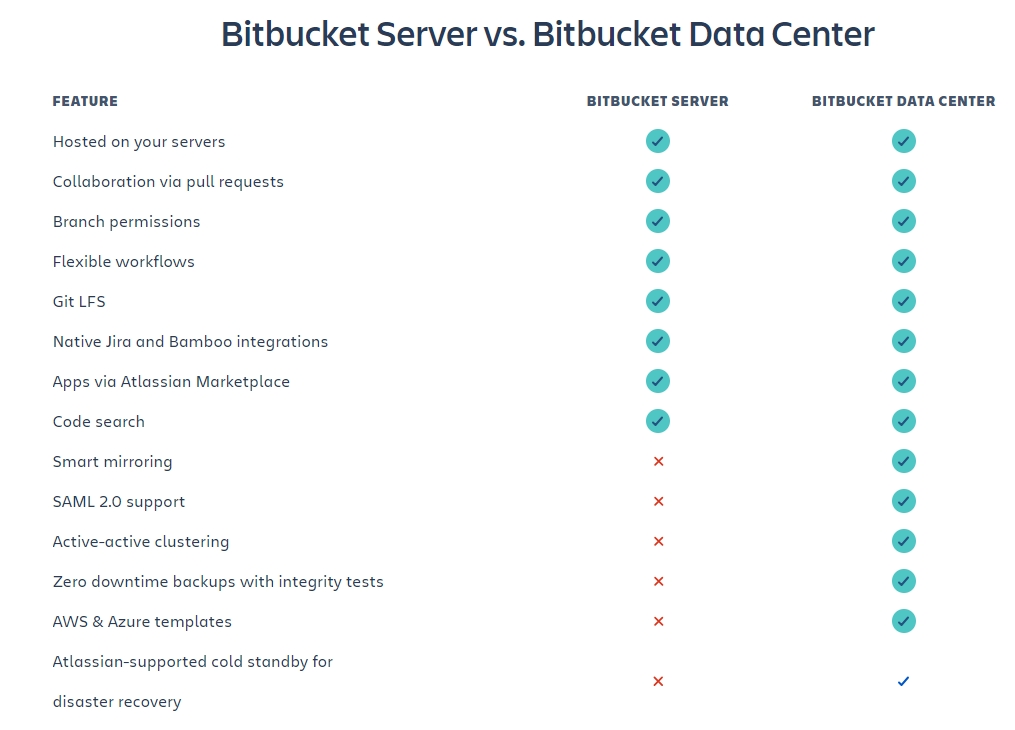 Bitbucket Server vs. Bitbucket Data Center
FEATURE BITBUCKET SERVER BITBUCKET DATA CENTER
Hosted on your servers
Collaboration via pull requests
Branch permissions
Flexible workflows
Git LFS
Native Jira and Bamboo integrations
Apps via Atlassian Marketplace
Code search
Smart mirroring
SAML 2.0 support
Active-active clustering
Zero downtime backups with integrity tests
AWS & Azure templates
Atlassian-supported cold standby for
disaster recovery